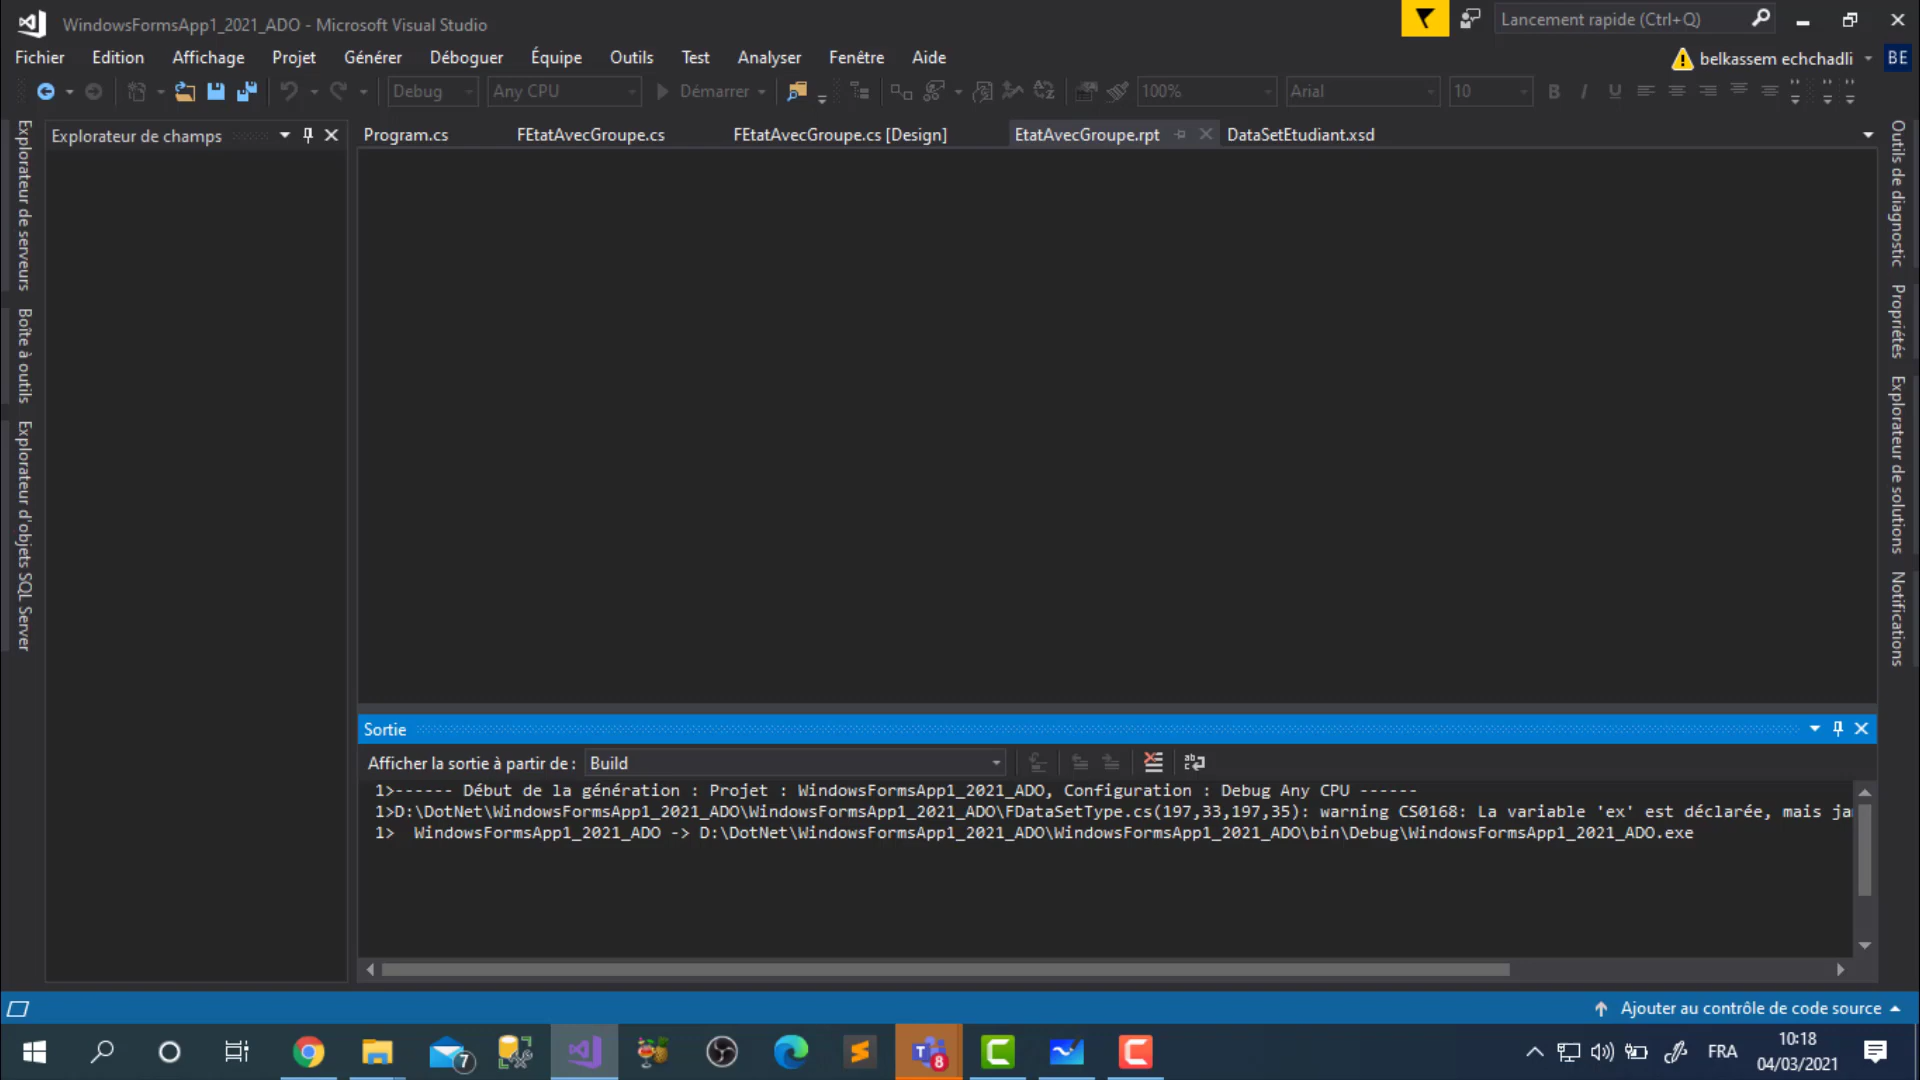 WindowsFormsApp1_2021_ADO - Microsoft Visual Studio
Lancement rapide (Ctrl+Q)
Fichier Edition Affichage Projet Générer Déboguer Équipe Outils Test Analyser Fenêtre Aide
belkassem echchadli BE
Debug Any CPU Démarrer 100% Arial 10 B I U
Explorateur de champs
Program.cs FEtatAvecGroupe.cs FEtatAvecGroupe.cs [Design] EtatAvecGroupe.rpt DataSetEtudiant.xsd
Explorateur de serveurs
Boîte à outils
Explorateur d'objets SQL Server
Outils de diagnostic
Propriétés
Explorateur de solutions
Notifications
Sortie
Afficher la sortie à partir de : Build
1>------ Début de la génération : Projet : WindowsFormsApp1_2021_ADO, Configuration : Debug Any CPU ------
1>D:\DotNet\WindowsFormsApp1_2021_ADO\WindowsFormsApp1_2021_ADO\FDataSetType.cs(197,33,197,35): warning CS0168: La variable 'ex' est déclarée, mais ja
1>  WindowsFormsApp1_2021_ADO -> D:\DotNet\WindowsFormsApp1_2021_ADO\WindowsFormsApp1_2021_ADO\bin\Debug\WindowsFormsApp1_2021_ADO.exe
Ajouter au contrôle de code source
7 8 FRA 10:18
04/03/2021